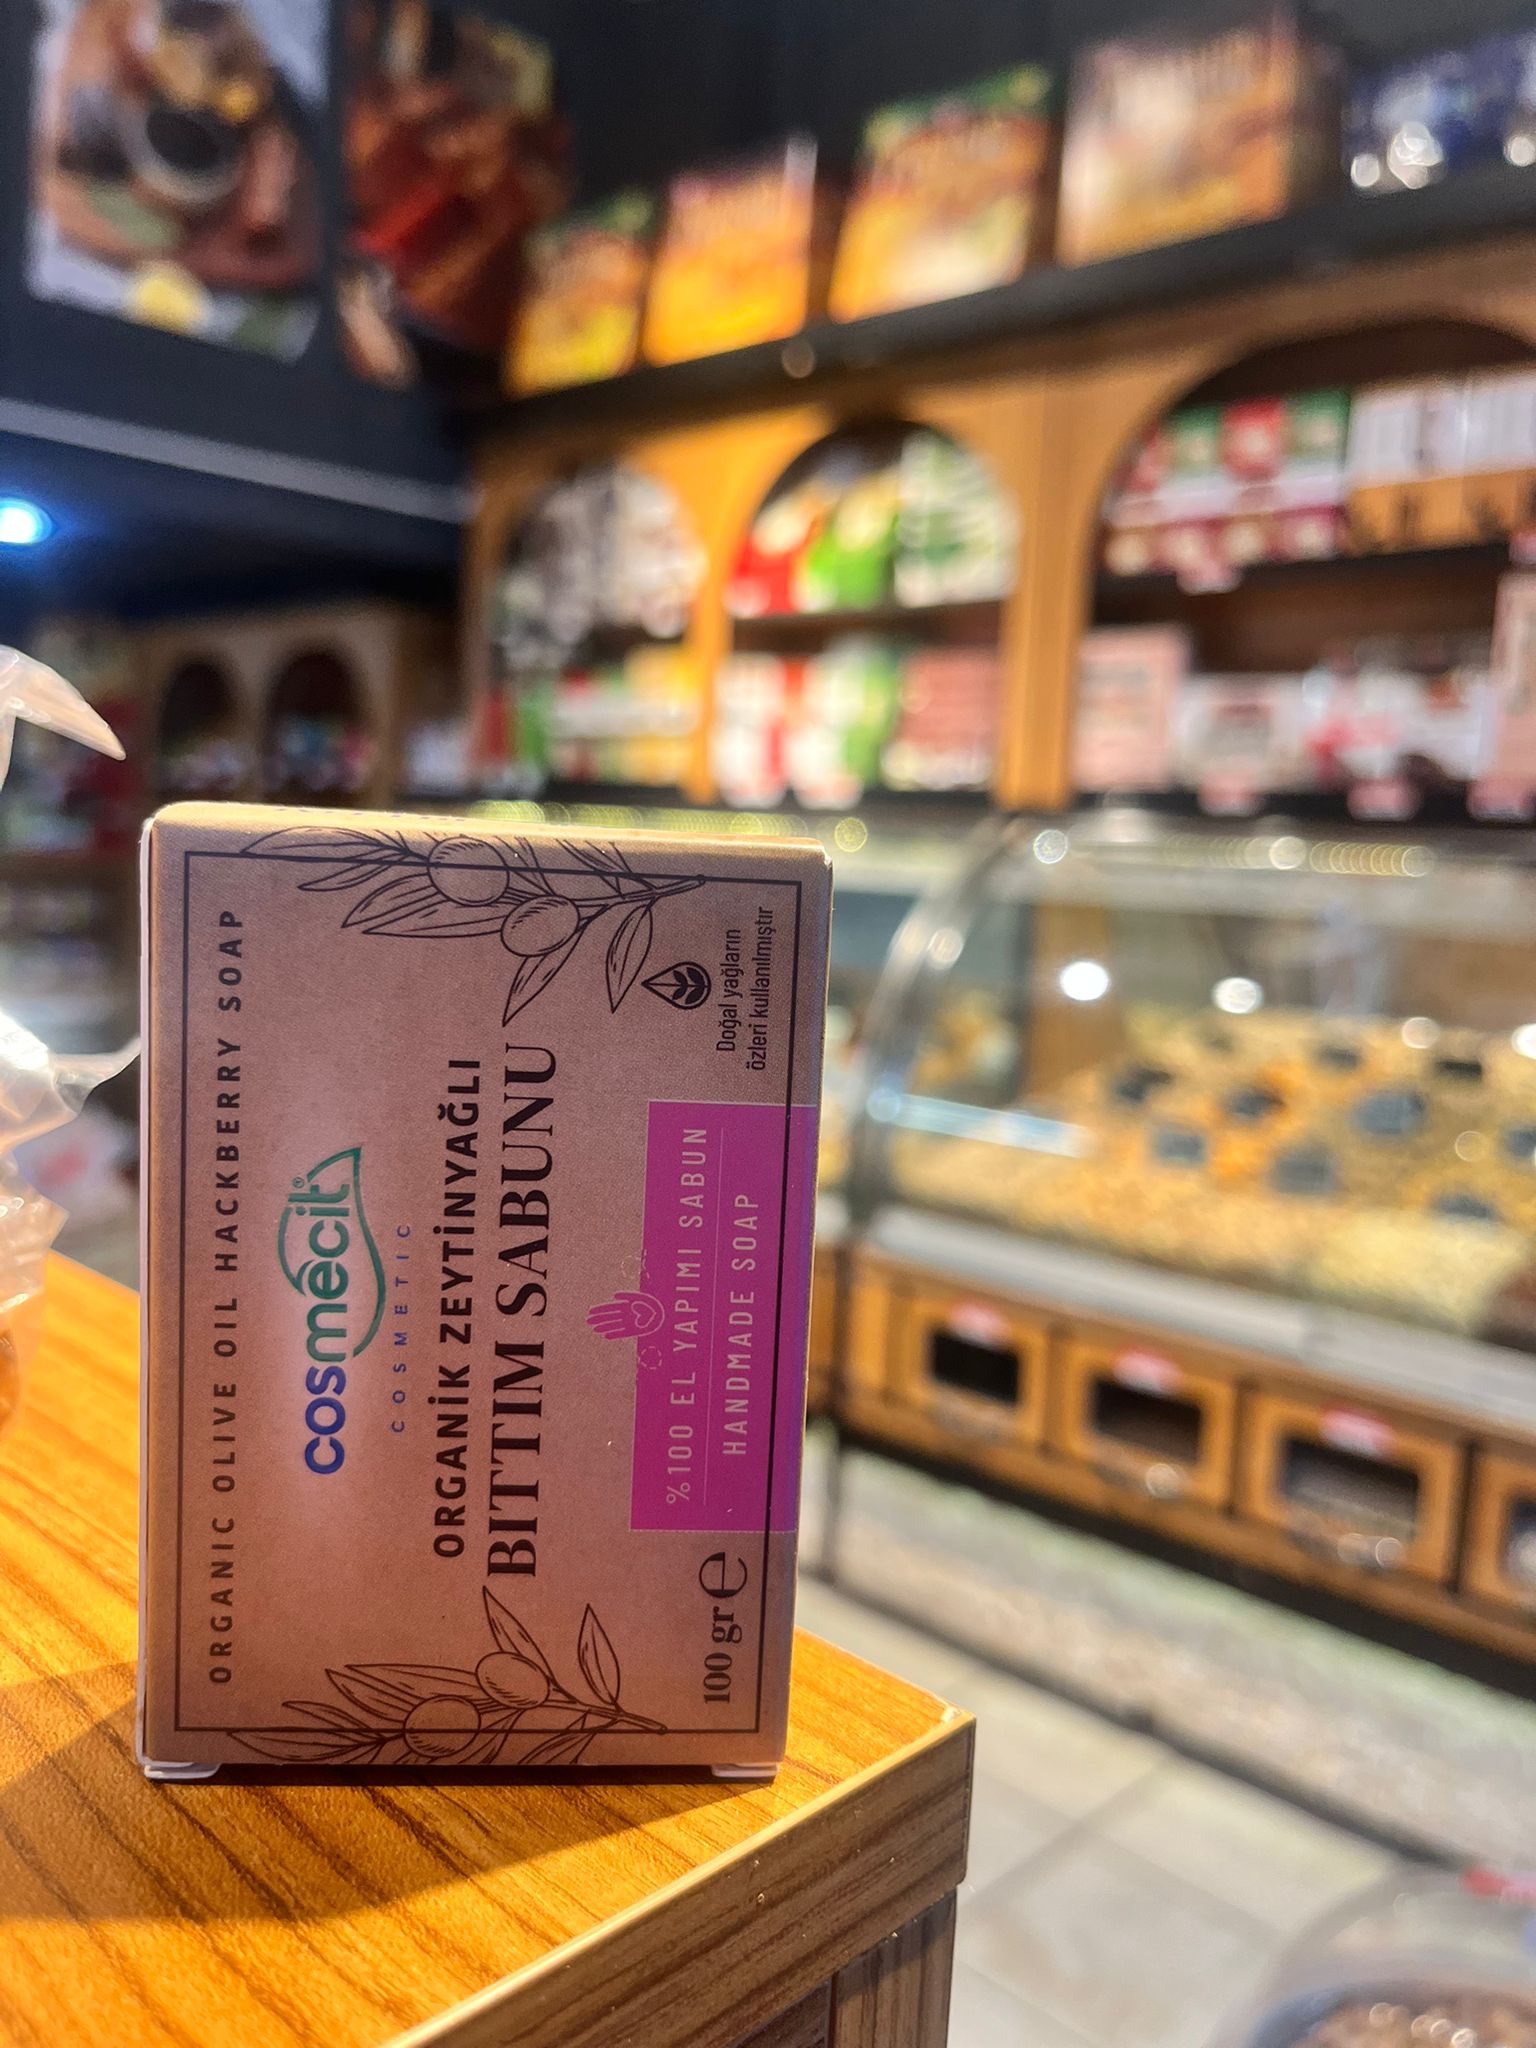 ORGANIC OLIVE OIL HACKBERRY SOAP
cosmecit®
COSMETIC
ORGANİK ZEYTİNYAĞLI
BITTIM SABUNU
%100 EL YAPIMI SABUN
HANDMADE SOAP
100 gr ℮
Doğal yağların
özleri kullanılmıştır